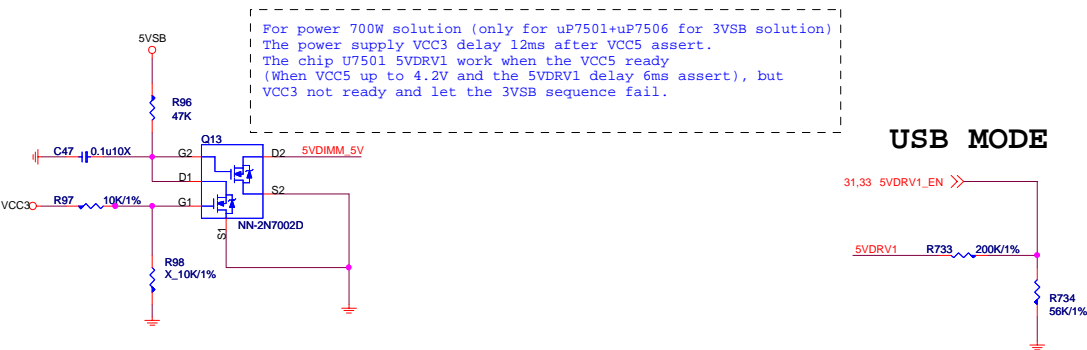 For power 700W solution (only for uP7501+uP7506 for 3VSB solution)
The power supply VCC3 delay 12ms after VCC5 assert.
The chip U7501 5VDRV1 work when the VCC5 ready
(When VCC5 up to 4.2V and the 5VDRV1 delay 6ms assert), but
VCC3 not ready and let the 3VSB sequence fail.
5VSB
R96
47K
Q13
C47 0.1u10X
G2
D2
5VDIMM_5V
D1
S2
VCC3
R97
10K/1%
G1
NN-2N7002D
S1
R98
X_10K/1%
USB MODE
31,33 5VDRV1_EN
5VDRV1
R733
200K/1%
R734
56K/1%